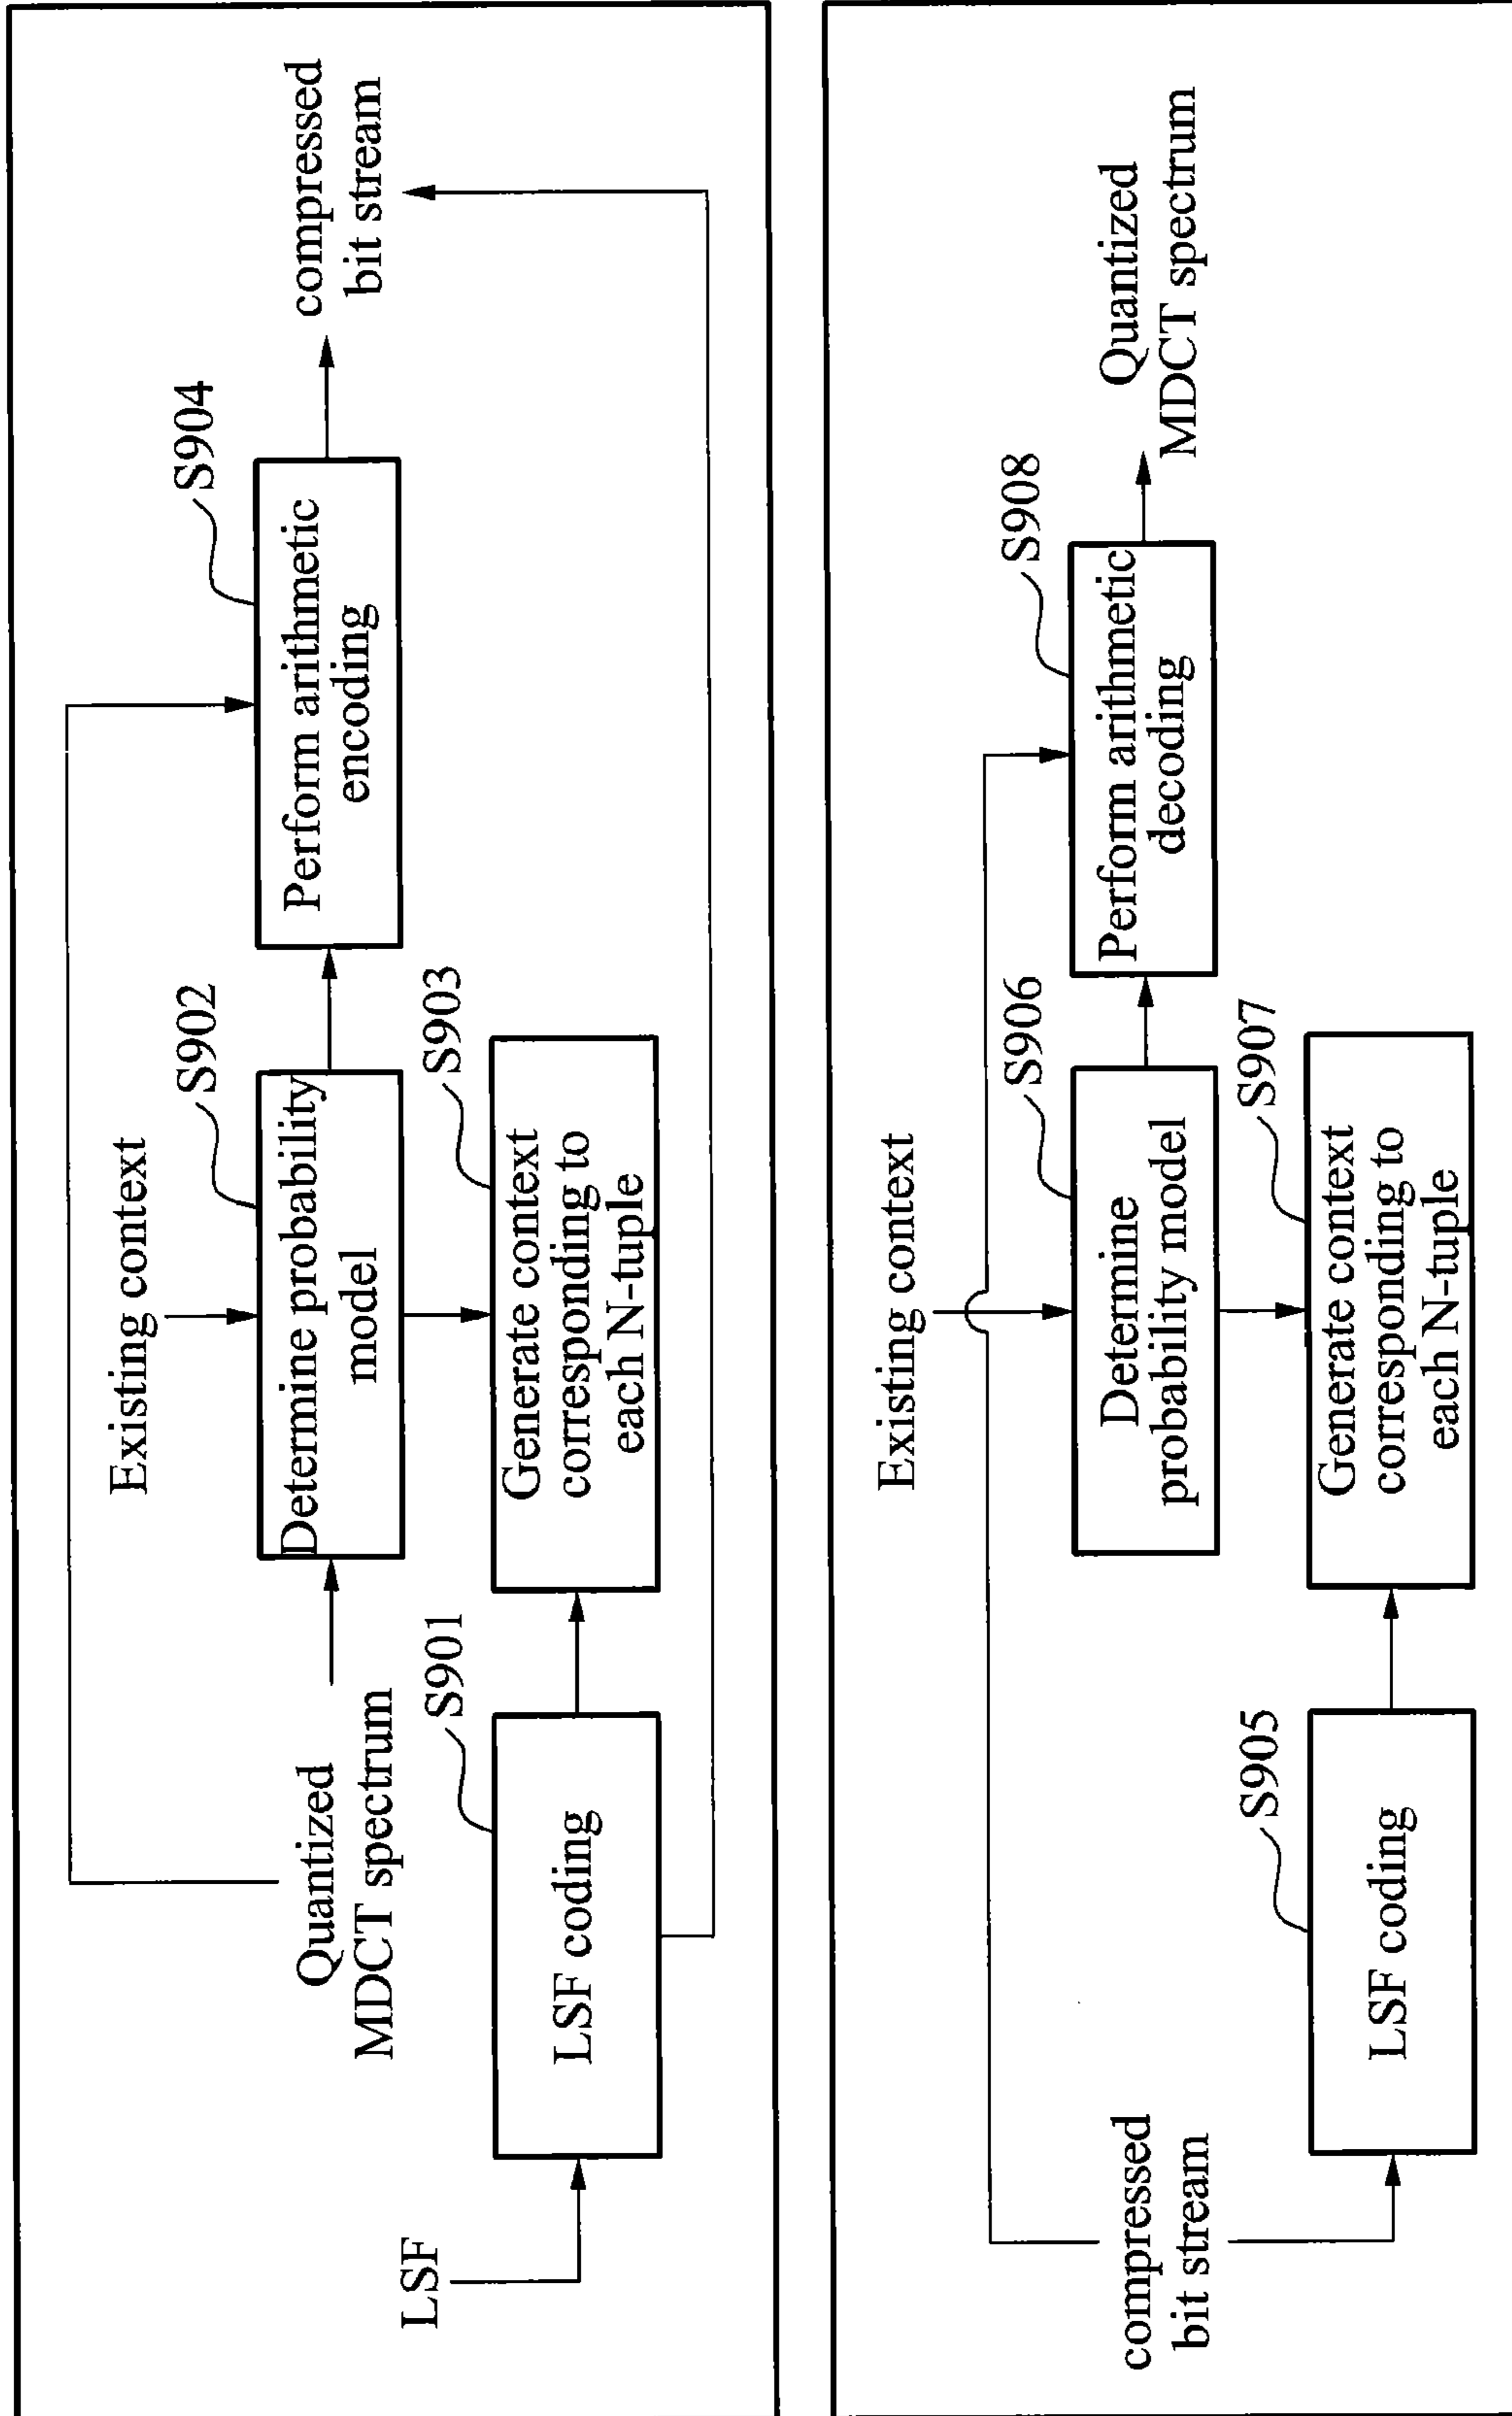 LSF
Quantized
MDCT spectrum
LSF coding
S901
Existing context
Determine probability
model
S902
Generate context
corresponding to
each N-tuple
S903
Perform arithmetic
encoding
S904
compressed
bit stream
compressed
bit stream
LSF coding
S905
Existing context
Determine
probability model
S906
Generate context
corresponding to
each N-tuple
S907
Perform arithmetic
decoding
S908
Quantized
MDCT spectrum